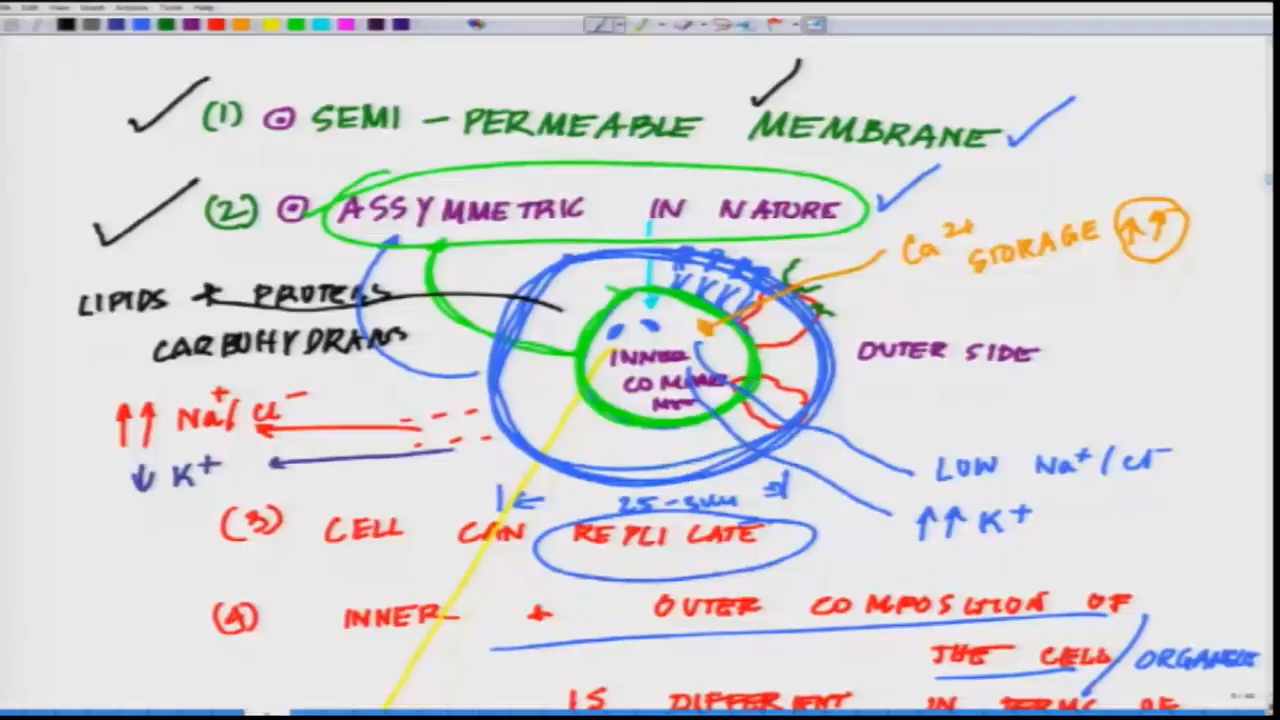 (1) SEMI - PERMEABLE MEMBRANE
(2) ASSYMMETRIC IN NATURE
Ca2+ STORAGE ↑↑
LIPIDS + PROTEINS
CARBOHYDRANS
INNER
OUTER SIDE
↑↑ Na+/Cl-
↓ K+
LOW Na+/Cl-
↑↑ K+
(3) CELL CAN REPLICATE
(4) INNER + OUTER COMPOSITION OF
THE CELL / ORGANELLE
IS DIFFERENT IN TERMS OF